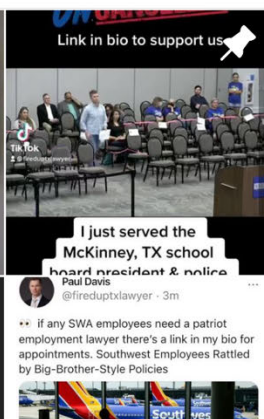 Link in bio to support us
TikTok
@fireduptxlawyer
I just served the
McKinney, TX school
board president & police
Paul Davis
@fireduptxlawyer · 3m
👀 if any SWA employees need a patriot
employment lawyer there's a link in my bio for
appointments. Southwest Employees Rattled
by Big-Brother-Style Policies
Southwes